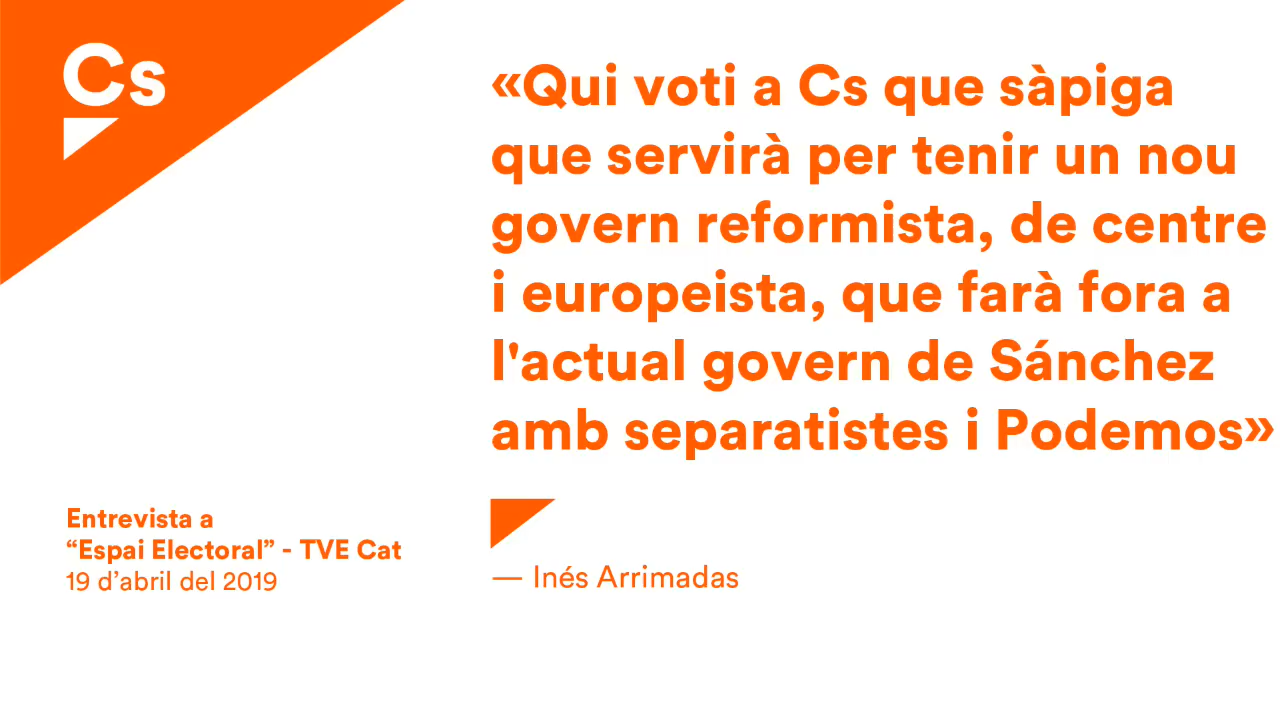 Cs
«Qui voti a Cs que sàpiga
que servirà per tenir un nou
govern reformista, de centre
i europeista, que farà fora a
l'actual govern de Sánchez
amb separatistes i Podemos»
— Inés Arrimadas
Entrevista a
“Espai Electoral” - TVE Cat
19 d’abril del 2019